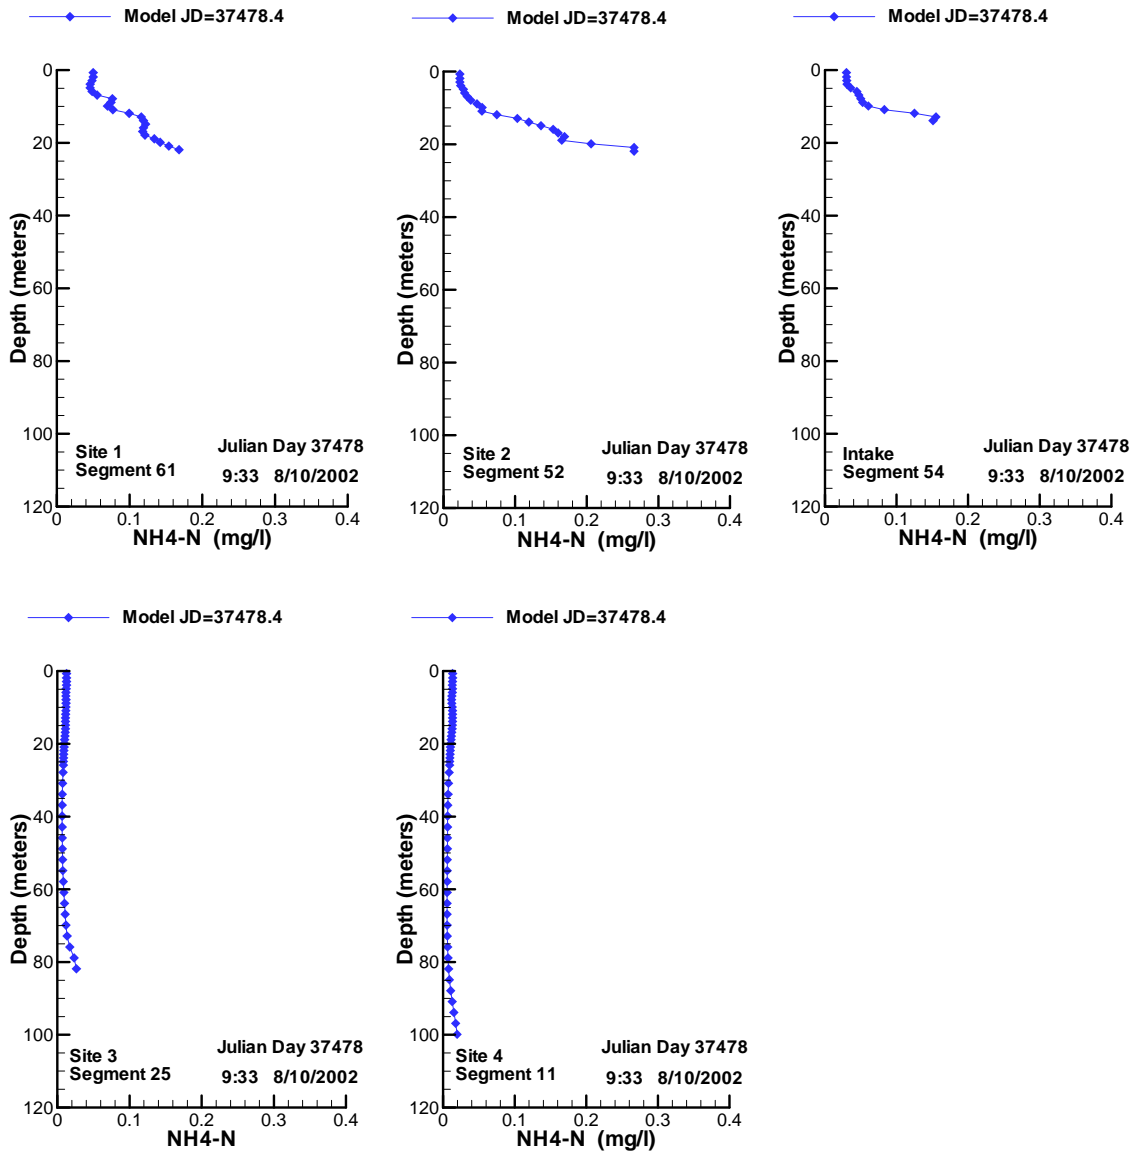 Model JD=37478.4
0
20
40
60
80
100
120
Depth (meters)
Site 1
Segment 61
Julian Day 37478
9:33 8/10/2002
0 0.1 0.2 0.3 0.4
NH4-N (mg/l)
Model JD=37478.4
0
20
40
60
80
100
120
Depth (meters)
Site 2
Segment 52
Julian Day 37478
9:33 8/10/2002
0 0.1 0.2 0.3 0.4
NH4-N (mg/l)
Model JD=37478.4
0
20
40
60
80
100
120
Depth (meters)
Intake
Segment 54
Julian Day 37478
9:33 8/10/2002
0 0.1 0.2 0.3 0.4
NH4-N (mg/l)
Model JD=37478.4
0
20
40
60
80
100
120
Depth (meters)
Site 3
Segment 25
Julian Day 37478
9:33 8/10/2002
0 0.1 0.2 0.3 0.4
NH4-N
Model JD=37478.4
0
20
40
60
80
100
120
Depth (meters)
Site 4
Segment 11
Julian Day 37478
9:33 8/10/2002
0 0.1 0.2 0.3 0.4
NH4-N (mg/l)